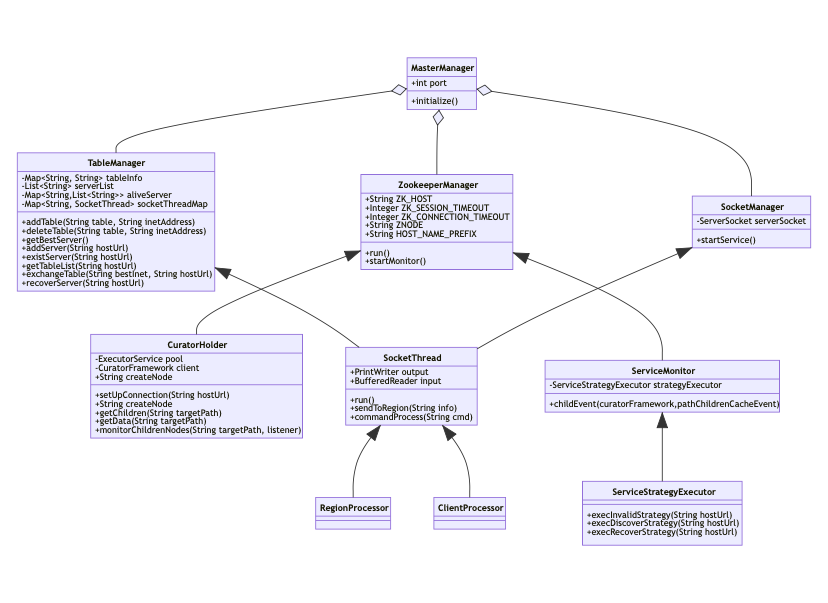 MasterManager
+int port
+initialize()
TableManager
-Map<String, String> tableInfo
-List<String> serverList
-Map<String,List<String>> aliveServer
-Map<String, SocketThread> socketThreadMap
+addTable(String table, String inetAddress)
+deleteTable(String table, String inetAddress)
+getBestServer()
+addServer(String hostUrl)
+existServer(String hostUrl)
+getTableList(String hostUrl)
+exchangeTable(String bestInet, String hostUrl)
+recoverServer(String hostUrl)
ZookeeperManager
+String ZK_HOST
+Integer ZK_SESSION_TIMEOUT
+Integer ZK_CONNECTION_TIMEOUT
+String ZNODE
+String HOST_NAME_PREFIX
+run()
+startMonitor()
SocketManager
-ServerSocket serverSocket
+startService()
CuratorHolder
-ExecutorService pool
-CuratorFramework client
+String createNode
+setUpConnection(String hostUrl)
+String createNode
+getChildren(String targetPath)
+getData(String targetPath)
+monitorChildrenNodes(String targetPath, listener)
SocketThread
+PrintWriter output
+BufferedReader input
+run()
+sendToRegion(String info)
+commandProcess(String cmd)
ServiceMonitor
-ServiceStrategyExecutor strategyExecutor
+childEvent(curatorFramework,pathChildrenCacheEvent)
RegionProcessor
ClientProcessor
ServiceStrategyExecutor
+execInvalidStrategy(String hostUrl)
+execDiscoverStrategy(String hostUrl)
+execRecoverStrategy(String hostUrl)